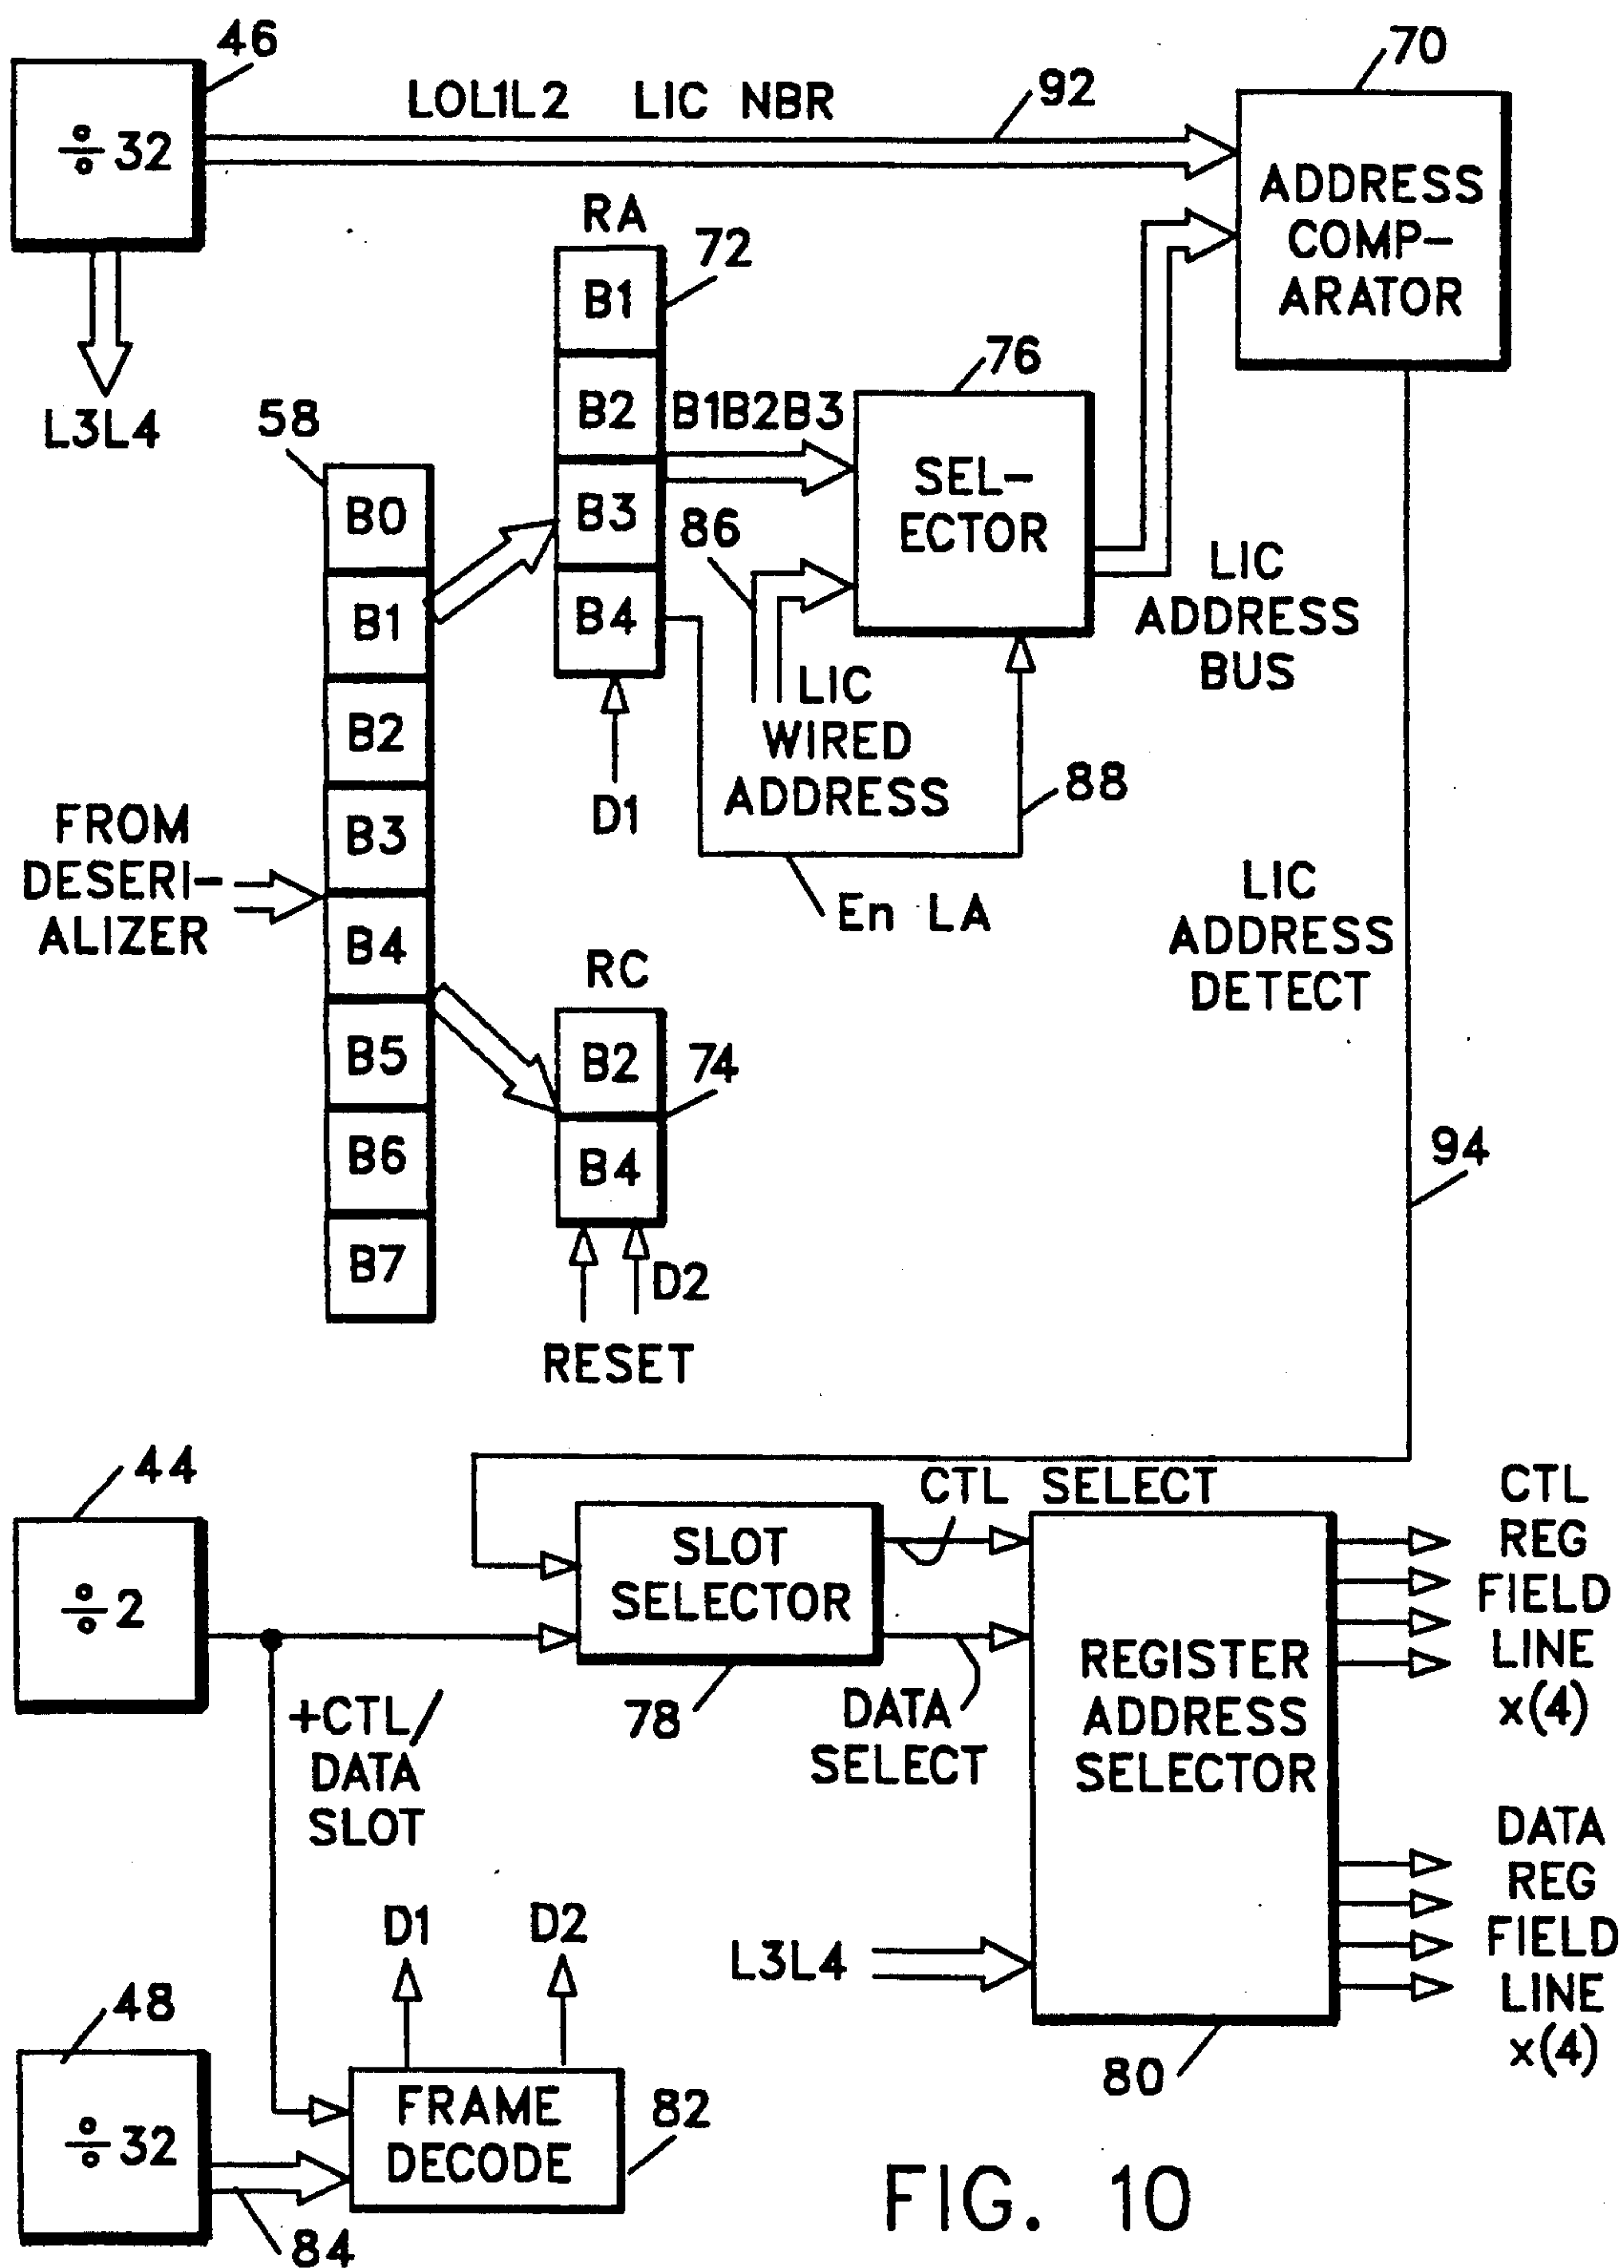 46
÷ 32
LOL1L2 LIC NBR
92
70
ADDRESS
COMP-
ARATOR
L3L4
RA
72
B1
B2
B3
B4
D1
B1B2B3
76
SEL-
ECTOR
86
LIC
WIRED
ADDRESS
88
En LA
LIC
ADDRESS
BUS
LIC
ADDRESS
DETECT
94
58
B0
B1
B2
B3
B4
B5
B6
B7
FROM
DESERI-
ALIZER
RC
B2
B4
74
D2
RESET
44
÷ 2
+CTL/
DATA
SLOT
SLOT
SELECTOR
78
CTL SELECT
DATA
SELECT
REGISTER
ADDRESS
SELECTOR
L3L4
80
CTL
REG
FIELD
LINE
x(4)
DATA
REG
FIELD
LINE
x(4)
D1
D2
48
÷ 32
84
FRAME
DECODE
82
FIG. 10